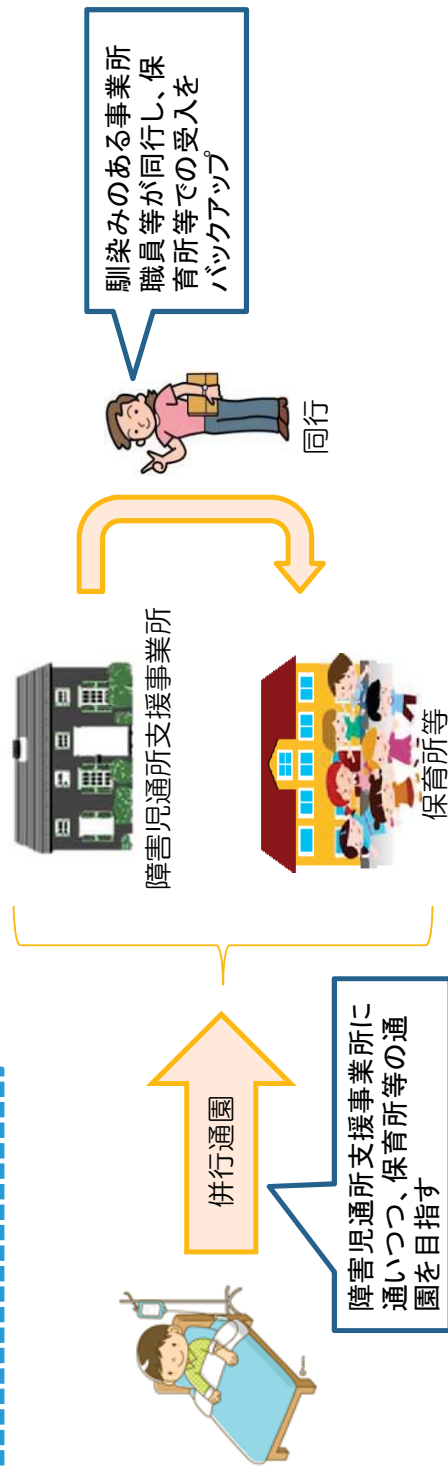 併行通園
障害児通所支援事業所に
通いつつ、保育所等の通
園を目指す
障害児通所支援事業所
保育所等
同行
馴染みのある事業所
職員等が同行し、保
育所等での受入を
バックアップ